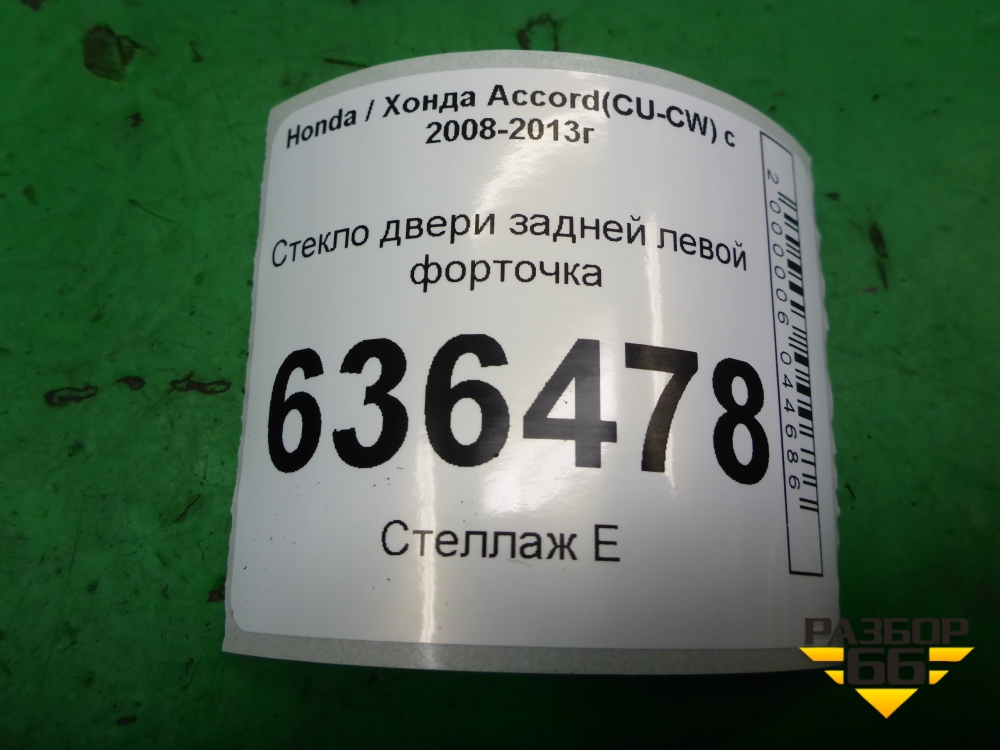 Honda / Хонда Accord(CU-CW) с
2008-2013г
Стекло двери задней левой
форточка
636478
Стеллаж Е
2000006044686
РАЗБОР
66